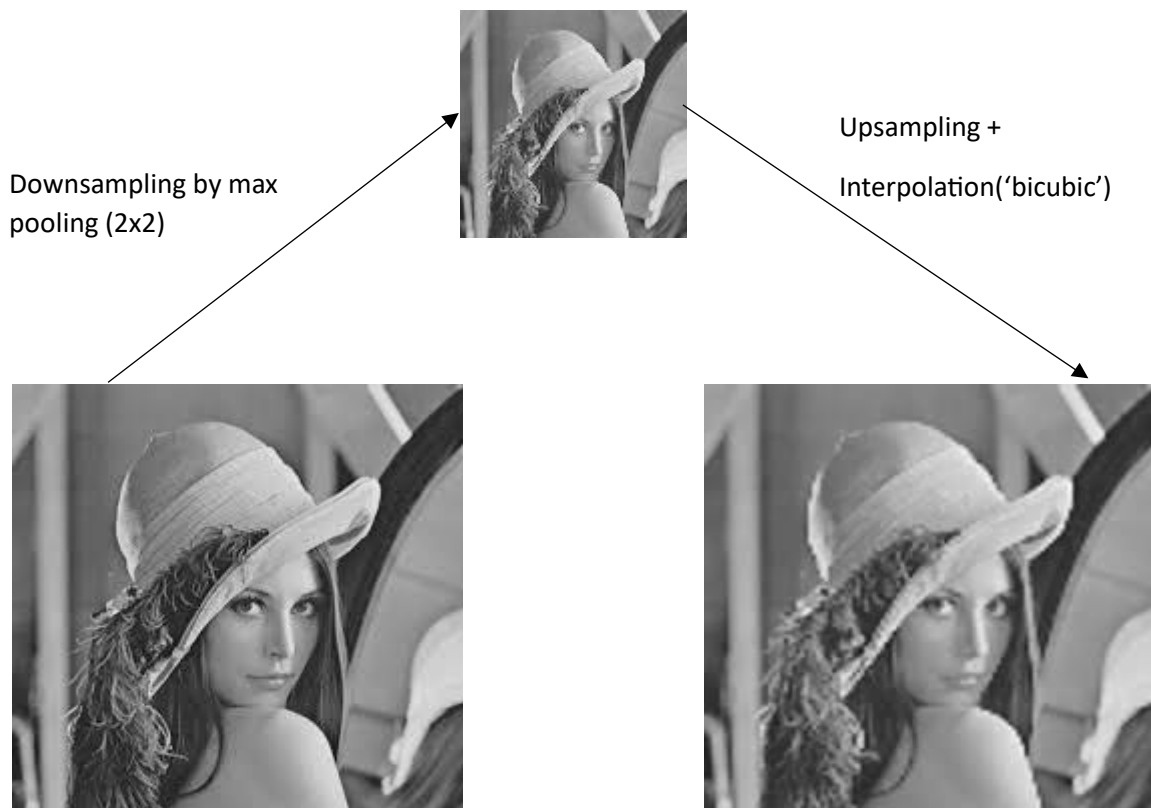 Downsampling by max
pooling (2x2)
Upsampling +
Interpolation(‘bicubic’)